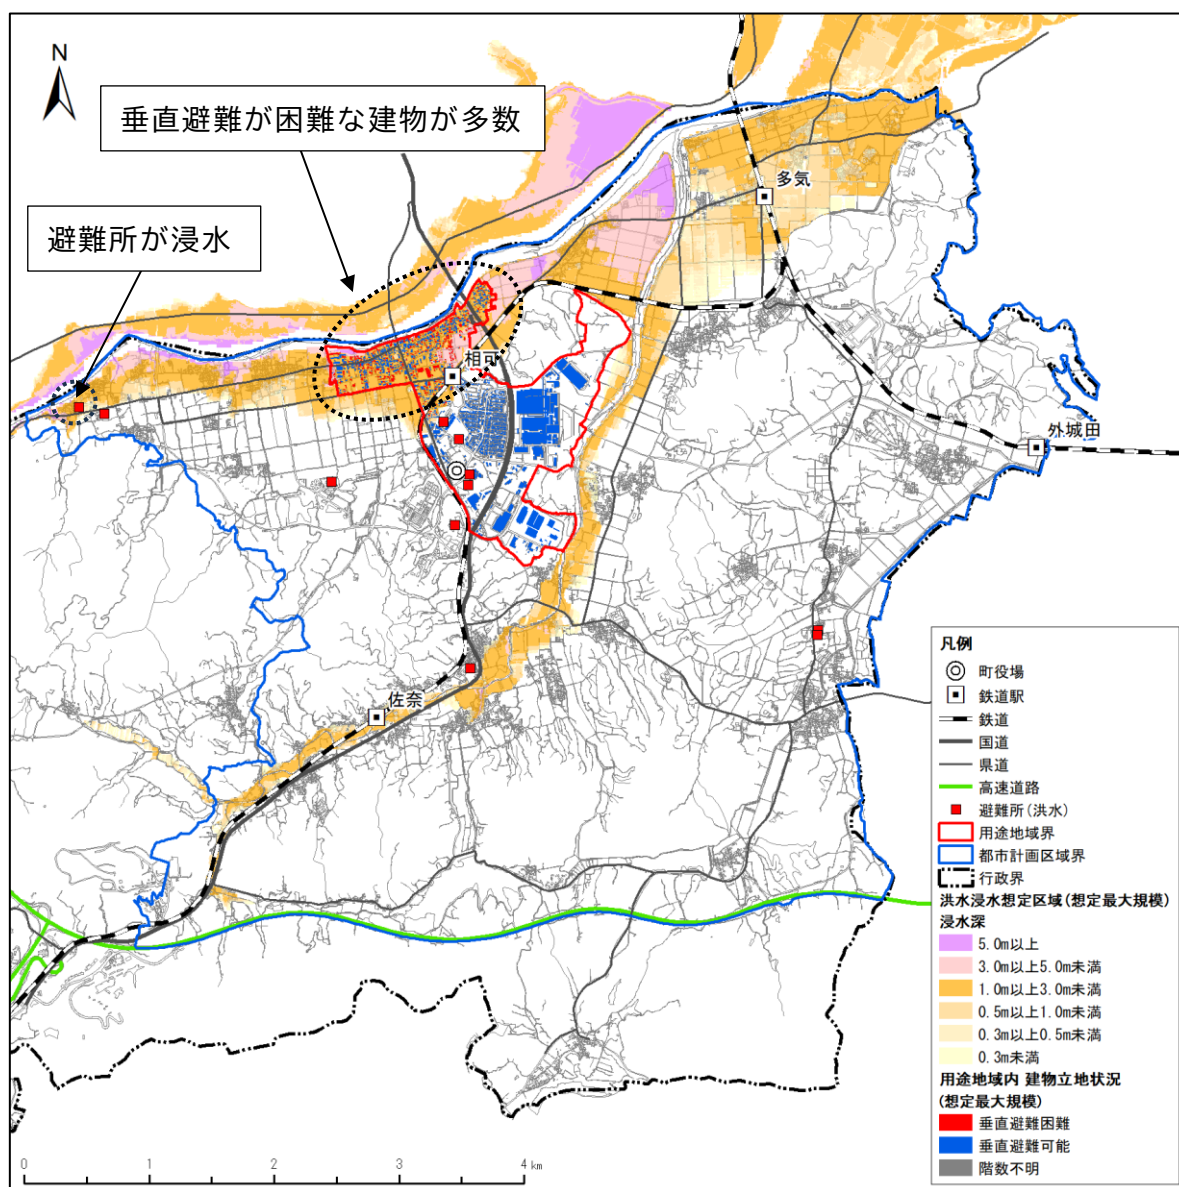 N
垂直避難が困難な建物が多数
避難所が浸水
多気
相可
外城田
佐奈
凡例
町役場
鉄道駅
鉄道
国道
県道
高速道路
避難所(洪水)
用途地域界
都市計画区域界
行政界
洪水浸水想定区域(想定最大規模)
浸水深
5.0m以上
3.0m以上5.0m未満
1.0m以上3.0m未満
0.5m以上1.0m未満
0.3m以上0.5m未満
0.3m未満
用途地域内 建物立地状況
(想定最大規模)
垂直避難困難
垂直避難可能
階数不明
0 1 2 3 4 km